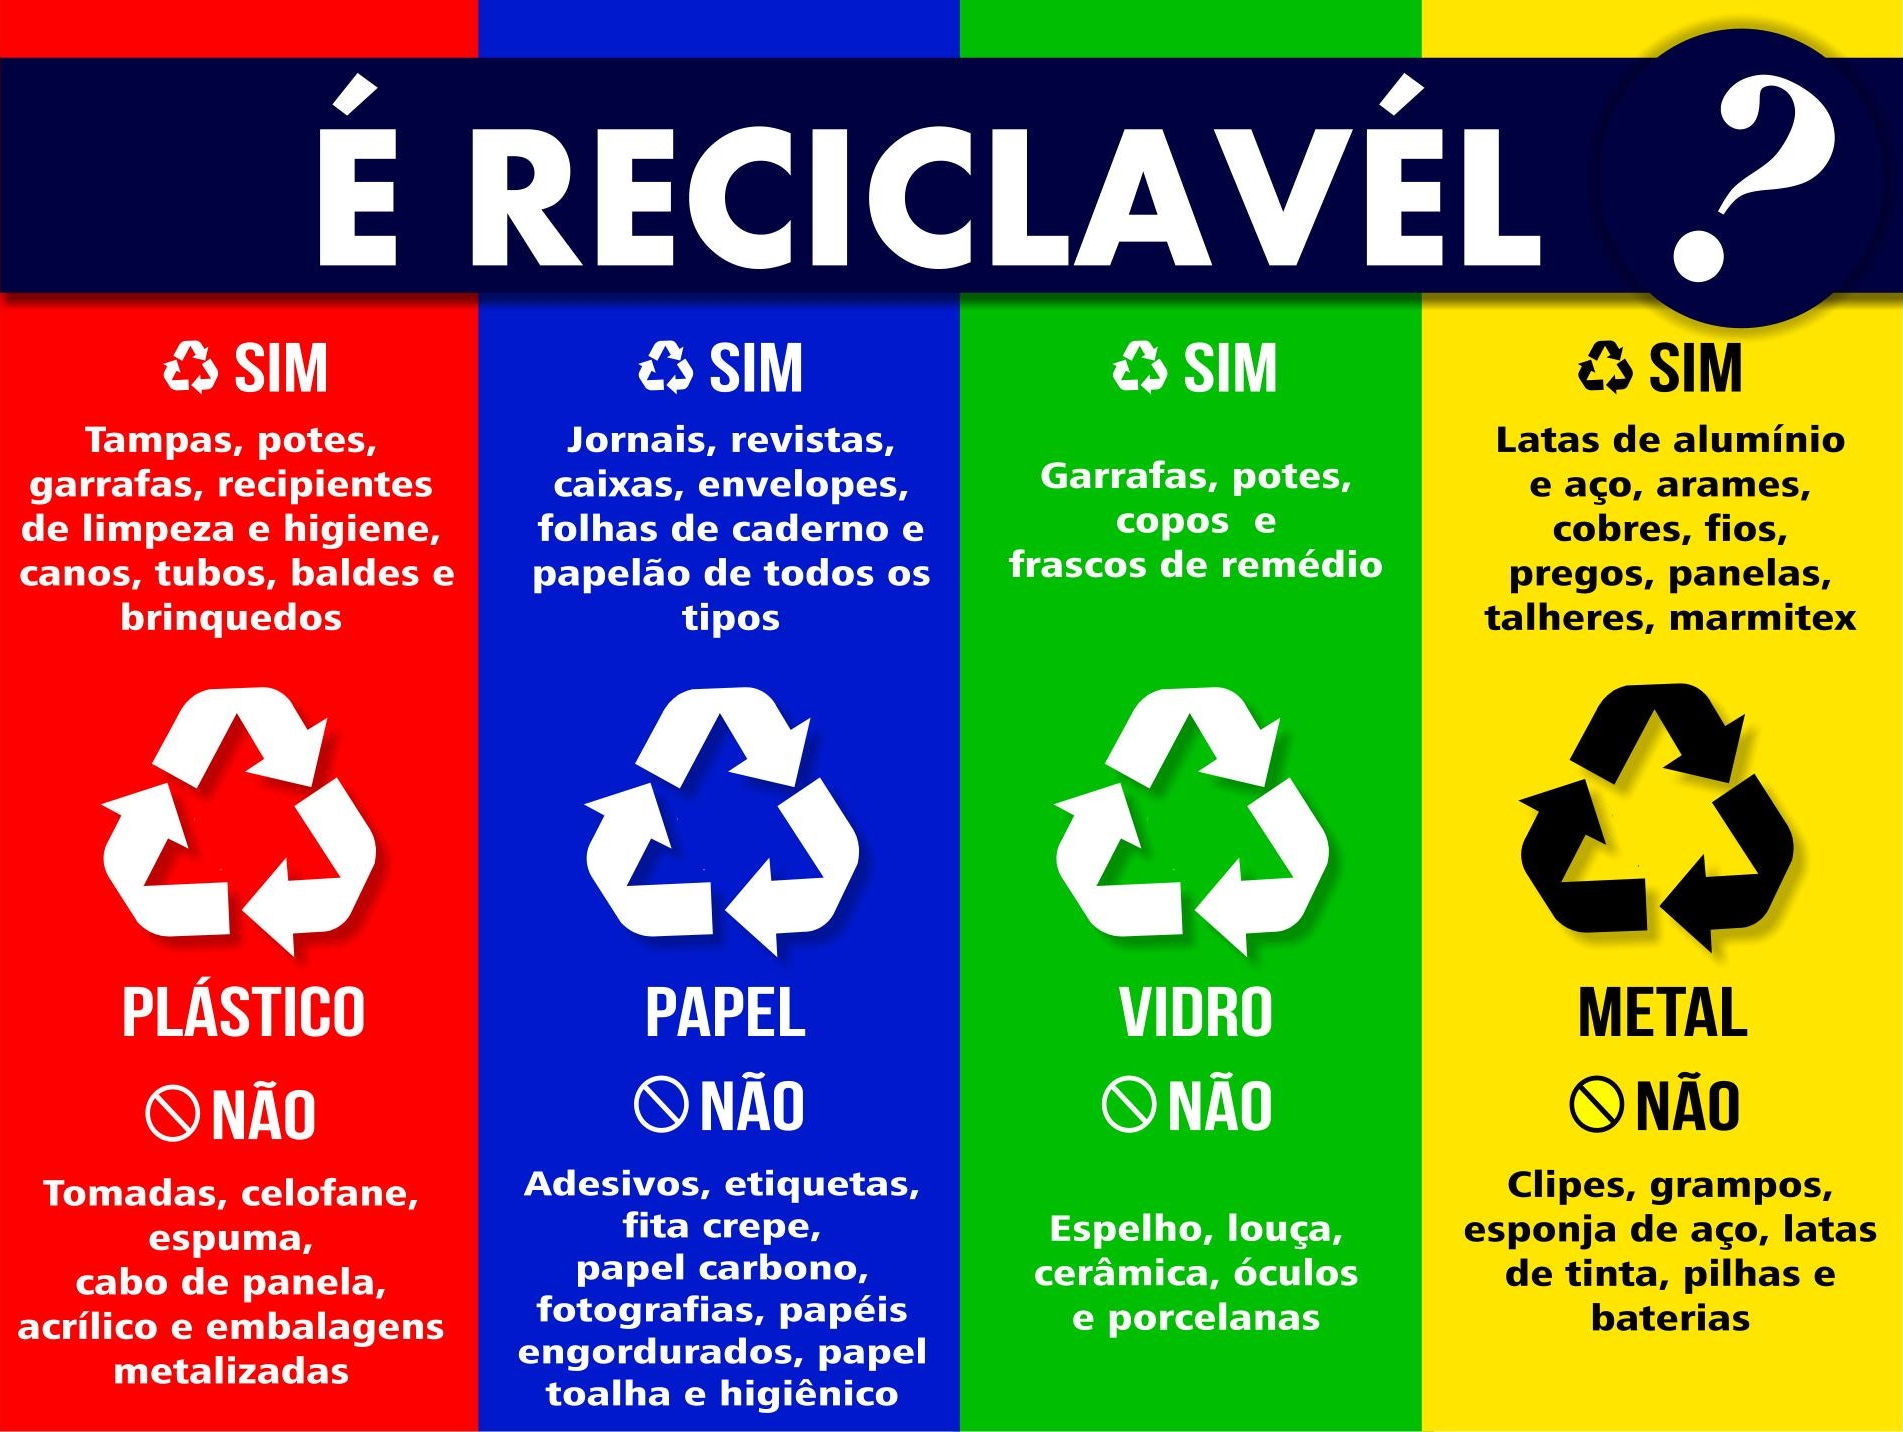 É RECICLAVÉL ?
SIM
Tampas, potes,
garrafas, recipientes
de limpeza e higiene,
canos, tubos, baldes e
brinquedos
PLÁSTICO
NÃO
Tomadas, celofane,
espuma,
cabo de panela,
acrílico e embalagens
metalizadas
SIM
Jornais, revistas,
caixas, envelopes,
folhas de caderno e
papelão de todos os
tipos
PAPEL
NÃO
Adesivos, etiquetas,
fita crepe,
papel carbono,
fotografias, papéis
engordurados, papel
toalha e higiênico
SIM
Garrafas, potes,
copos e
frascos de remédio
VIDRO
NÃO
Espelho, louça,
cerâmica, óculos
e porcelanas
SIM
Latas de alumínio
e aço, arames,
cobres, fios,
pregos, panelas,
talheres, marmitex
METAL
NÃO
Clipes, grampos,
esponja de aço, latas
de tinta, pilhas e
baterias